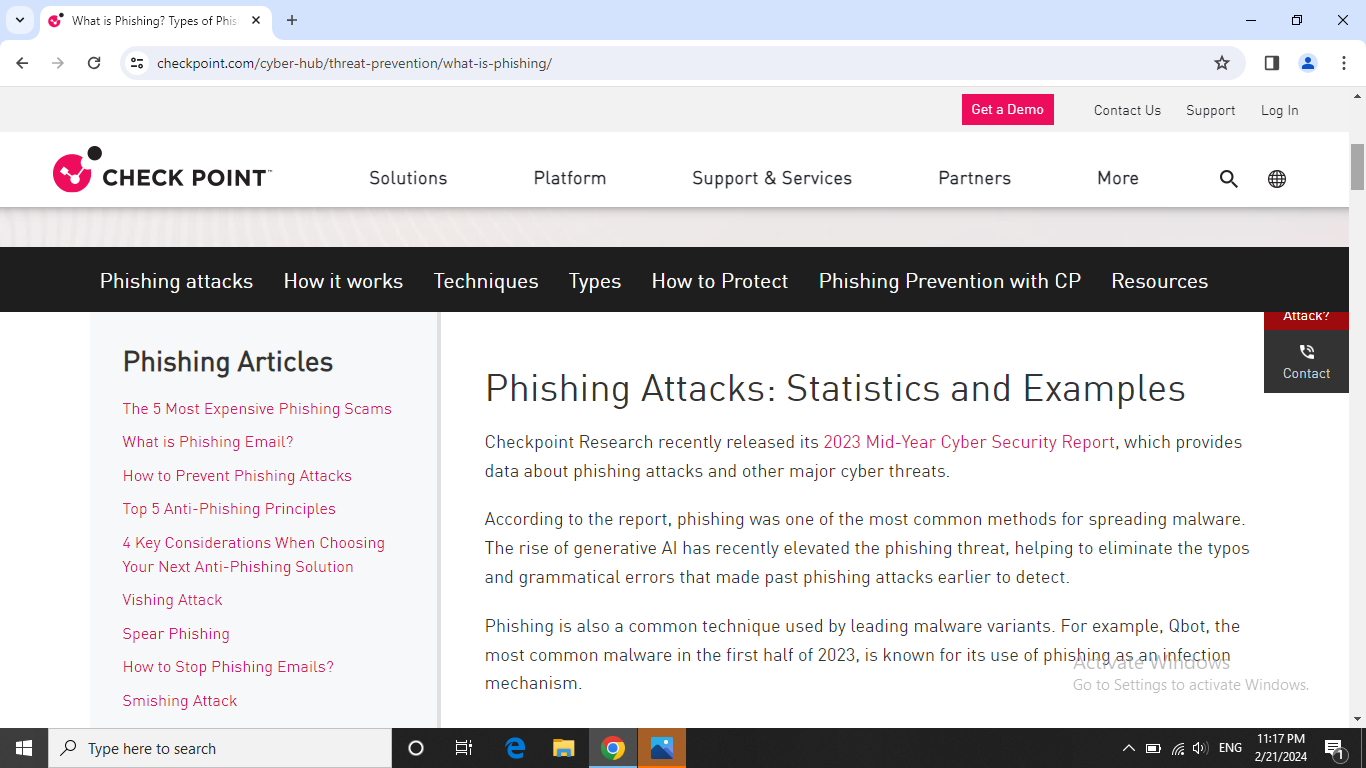 What is Phishing? Types of Phis
checkpoint.com/cyber-hub/threat-prevention/what-is-phishing/
Get a Demo
Contact Us
Support
Log In
CHECK POINT™
Solutions
Platform
Support & Services
Partners
More
Phishing attacks
How it works
Techniques
Types
How to Protect
Phishing Prevention with CP
Resources
Attack?
Contact
Phishing Articles
The 5 Most Expensive Phishing Scams
What is Phishing Email?
How to Prevent Phishing Attacks
Top 5 Anti-Phishing Principles
4 Key Considerations When Choosing
Your Next Anti-Phishing Solution
Vishing Attack
Spear Phishing
How to Stop Phishing Emails?
Smishing Attack
Phishing Attacks: Statistics and Examples
Checkpoint Research recently released its 2023 Mid-Year Cyber Security Report, which provides
data about phishing attacks and other major cyber threats.
According to the report, phishing was one of the most common methods for spreading malware.
The rise of generative AI has recently elevated the phishing threat, helping to eliminate the typos
and grammatical errors that made past phishing attacks earlier to detect.
Phishing is also a common technique used by leading malware variants. For example, Qbot, the
most common malware in the first half of 2023, is known for its use of phishing as an infection
mechanism.
Activate Windows
Go to Settings to activate Windows.
Type here to search
ENG
11:17 PM
2/21/2024
1